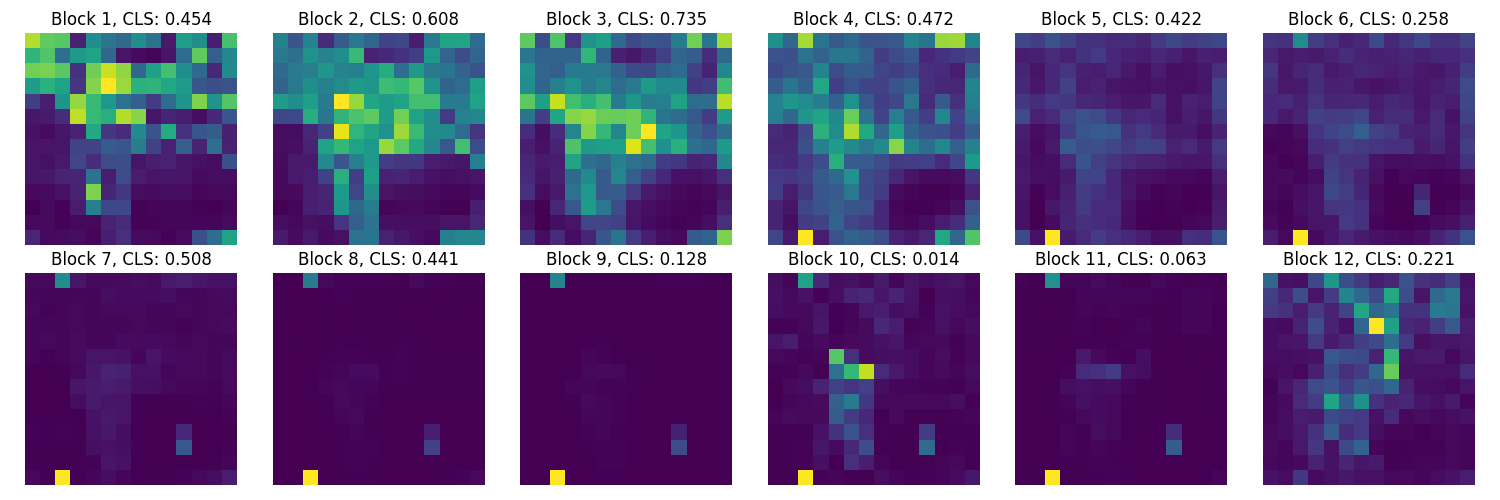 Block 1, CLS: 0.454
Block 2, CLS: 0.608
Block 3, CLS: 0.735
Block 4, CLS: 0.472
Block 5, CLS: 0.422
Block 6, CLS: 0.258
Block 7, CLS: 0.508
Block 8, CLS: 0.441
Block 9, CLS: 0.128
Block 10, CLS: 0.014
Block 11, CLS: 0.063
Block 12, CLS: 0.221